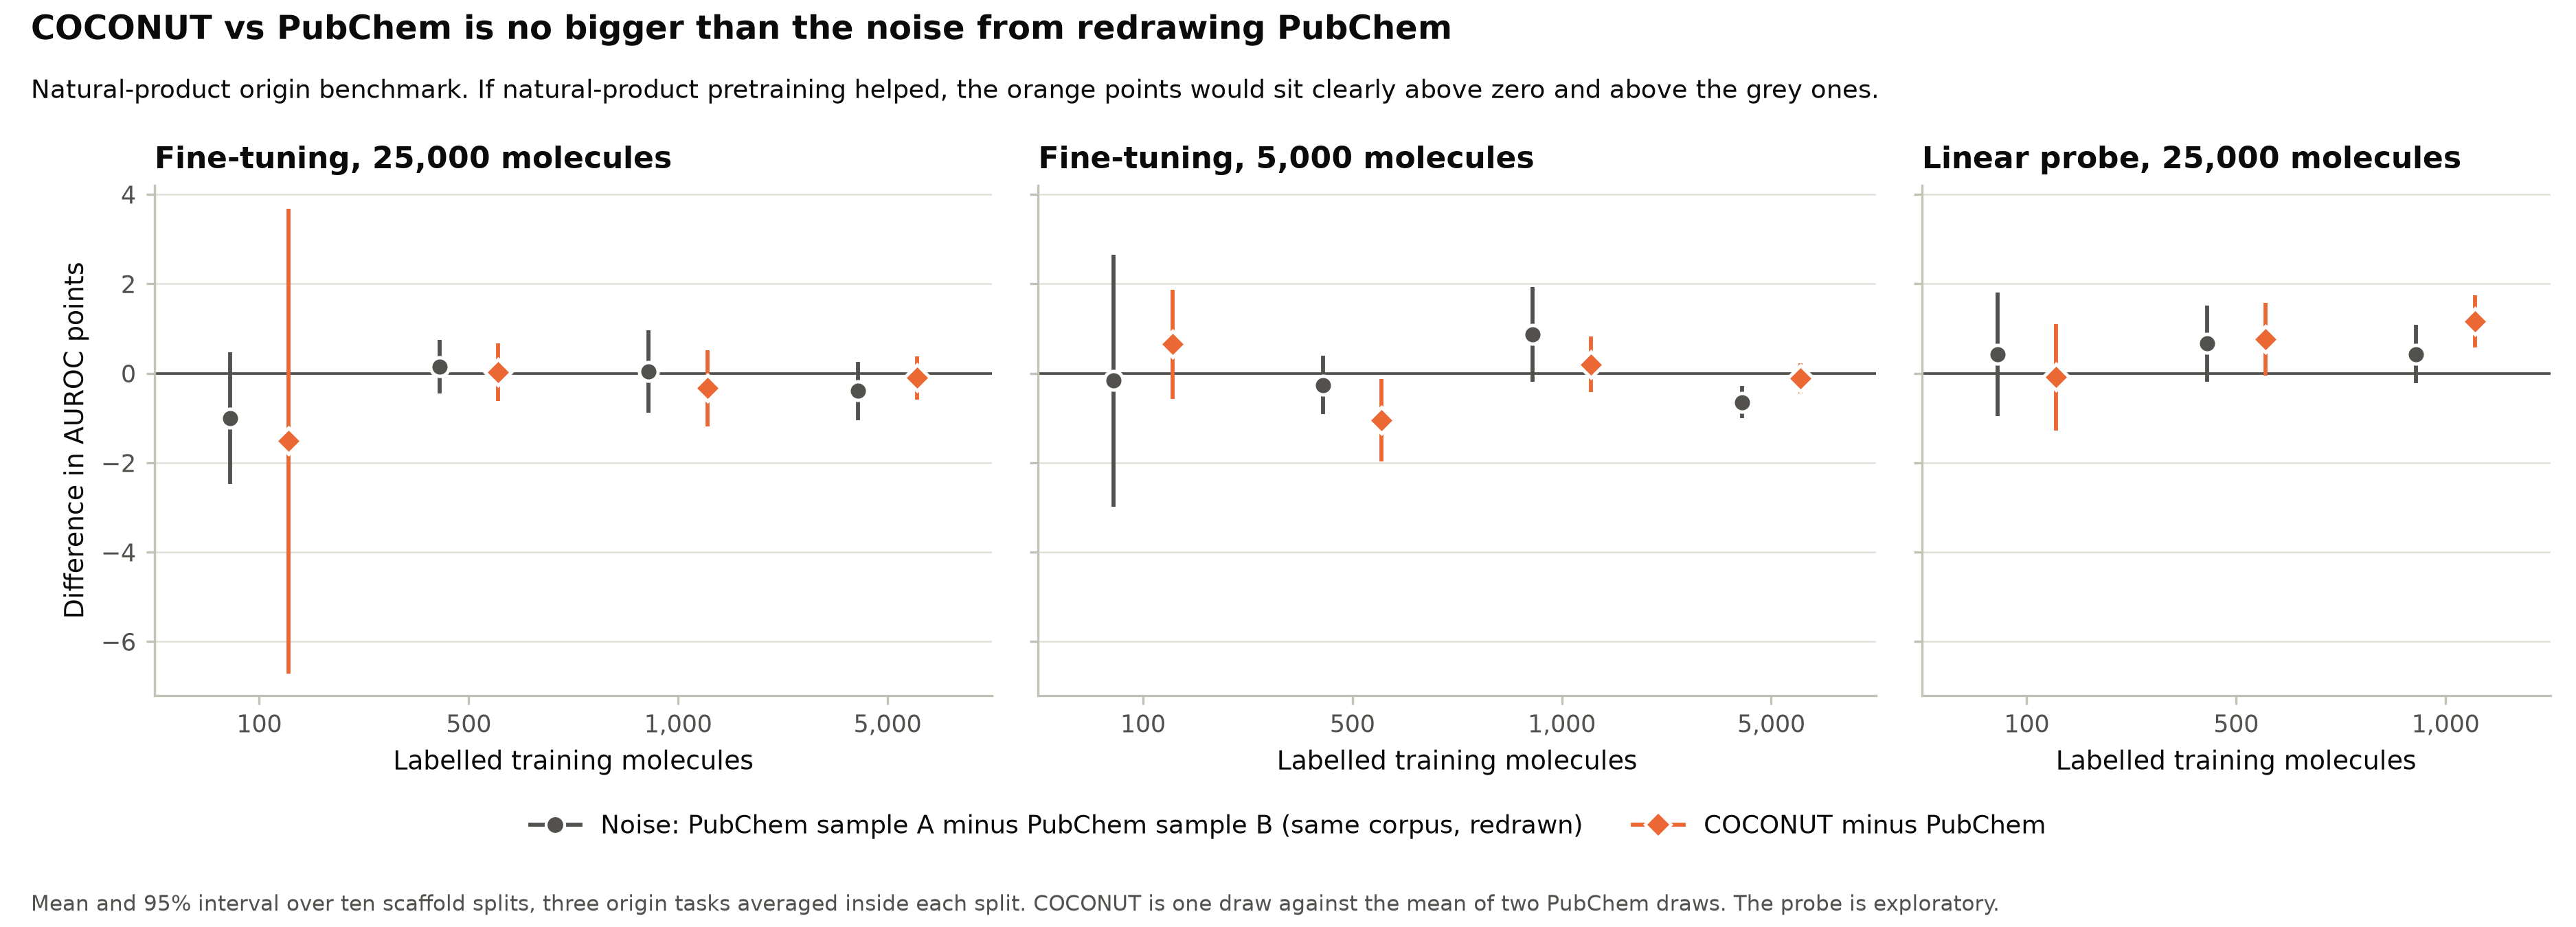 COCONUT vs PubChem is no bigger than the noise from redrawing PubChem
Natural-product origin benchmark. If natural-product pretraining helped, the orange points would sit clearly above zero and above the grey ones.
Fine-tuning, 25,000 molecules
Fine-tuning, 5,000 molecules
Linear probe, 25,000 molecules
Difference in AUROC points
4
2
0
−2
−4
−6
100 500 1,000 5,000
100 500 1,000 5,000
100 500 1,000
Labelled training molecules
Labelled training molecules
Labelled training molecules
Noise: PubChem sample A minus PubChem sample B (same corpus, redrawn)
COCONUT minus PubChem
Mean and 95% interval over ten scaffold splits, three origin tasks averaged inside each split. COCONUT is one draw against the mean of two PubChem draws. The probe is exploratory.